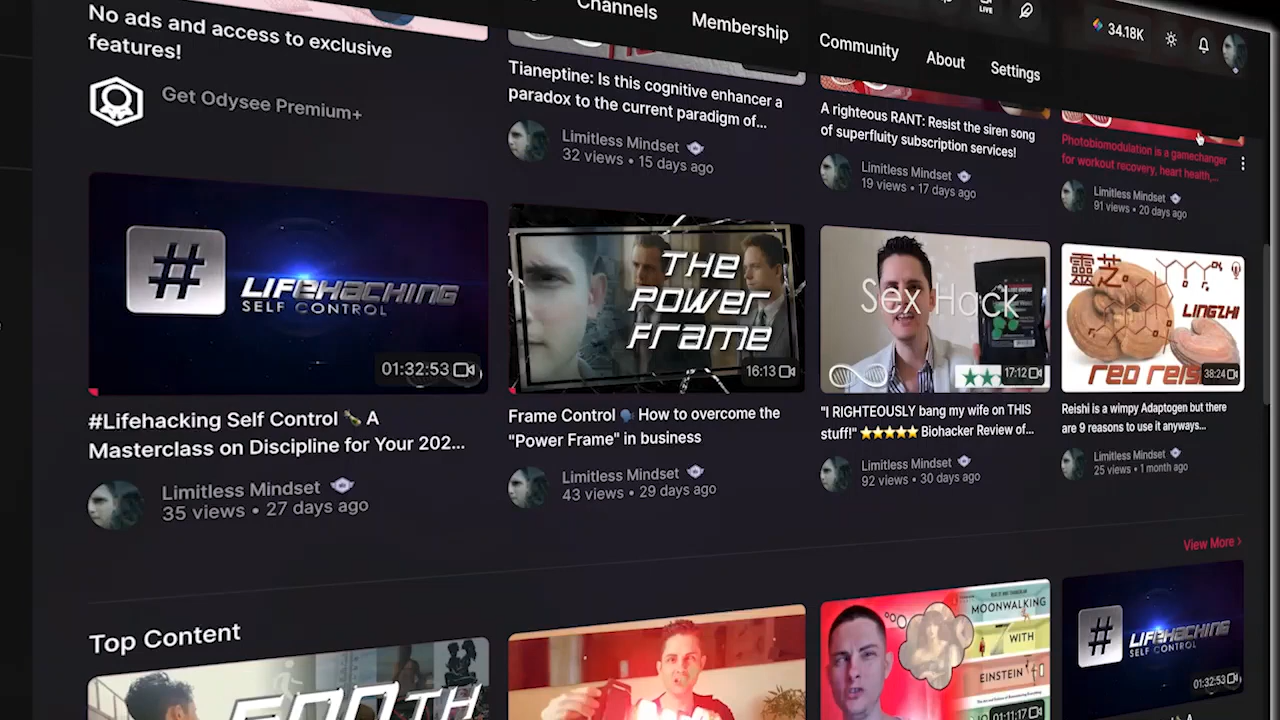 Channels
Membership
Community
About
Settings
LIVE
34.18K
No ads and access to exclusive
features!
Get Odysee Premium+
Tianeptine: Is this cognitive enhancer a
paradox to the current paradigm of...
Limitless Mindset
32 views • 15 days ago
A righteous RANT: Resist the siren song
of superfluity subscription services!
Limitless Mindset
19 views • 17 days ago
Photobiomodulation is a gamechanger
for workout recovery, heart health,...
Limitless Mindset
91 views • 20 days ago
#
LIFEHACKING
SELF CONTROL
01:32:53
#Lifehacking Self Control 🍾 A
Masterclass on Discipline for Your 202...
Limitless Mindset
35 views • 27 days ago
THE
POWER
FRAME
16:13
Frame Control 🗣 How to overcome the
"Power Frame" in business
Limitless Mindset
43 views • 29 days ago
Sex Hack
17:12
"I RIGHTEOUSLY bang my wife on THIS
stuff!" ⭐⭐⭐⭐⭐ Biohacker Review of...
Limitless Mindset
92 views • 30 days ago
靈芝
LINGZHI
RED REISHI
38:24
Reishi is a wimpy Adaptogen but there
are 9 reasons to use it anyways...
Limitless Mindset
25 views • 1 month ago
View More >
Top Content
MOONWALKING
WITH
EINSTEIN
01:11:17
#
LIFEHACKING
SELF CONTROL
01:32:53